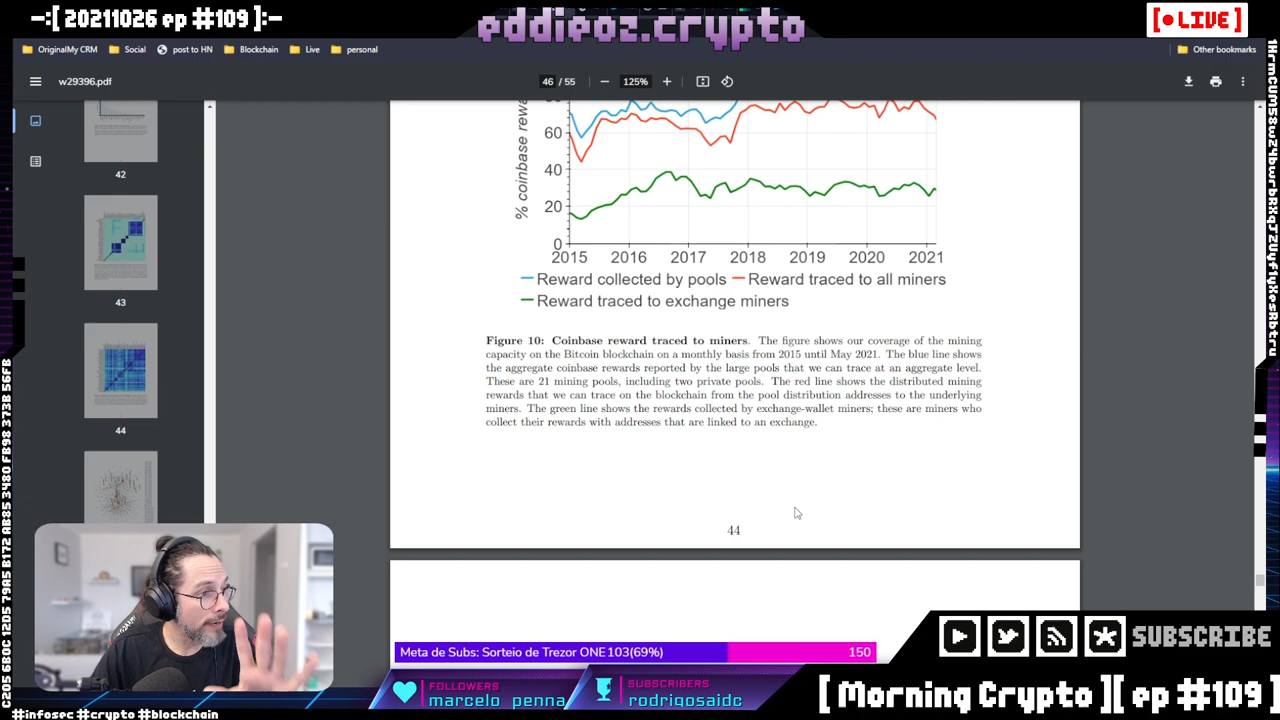 -:[ 20211026 ep #109 ]:-
eddieoz.crypto
[●LIVE]
OriginalMy CRM
Social
post to HN
Blockchain
Live
personal
Other bookmarks
w29396.pdf
46 / 55
125%
% coinbase rewa
60
40
20
0
2015 2016 2017 2018 2019 2020 2021
Reward collected by pools
Reward traced to all miners
Reward traced to exchange miners
42
43
44
Figure 10: Coinbase reward traced to miners. The figure shows our coverage of the mining
capacity on the Bitcoin blockchain on a monthly basis from 2015 until May 2021. The blue line shows
the aggregate coinbase rewards reported by the large pools that we can trace at an aggregate level.
These are 21 mining pools, including two private pools. The red line shows the distributed mining
rewards that we can trace on the blockchain from the pool distribution addresses to the underlying
miners. The green line shows the rewards collected by exchange-wallet miners; these are miners who
collect their rewards with addresses that are linked to an exchange.
44
Meta de Subs: Sorteio de Trezor ONE 103(69%)
150
FOLLOWERS
marcelo_penna
SUBSCRIBERS
rodrigosaidc
SUBSCRIBE
[ Morning Crypto ][ ep #109 ]
#infosec #crypto #blockchain